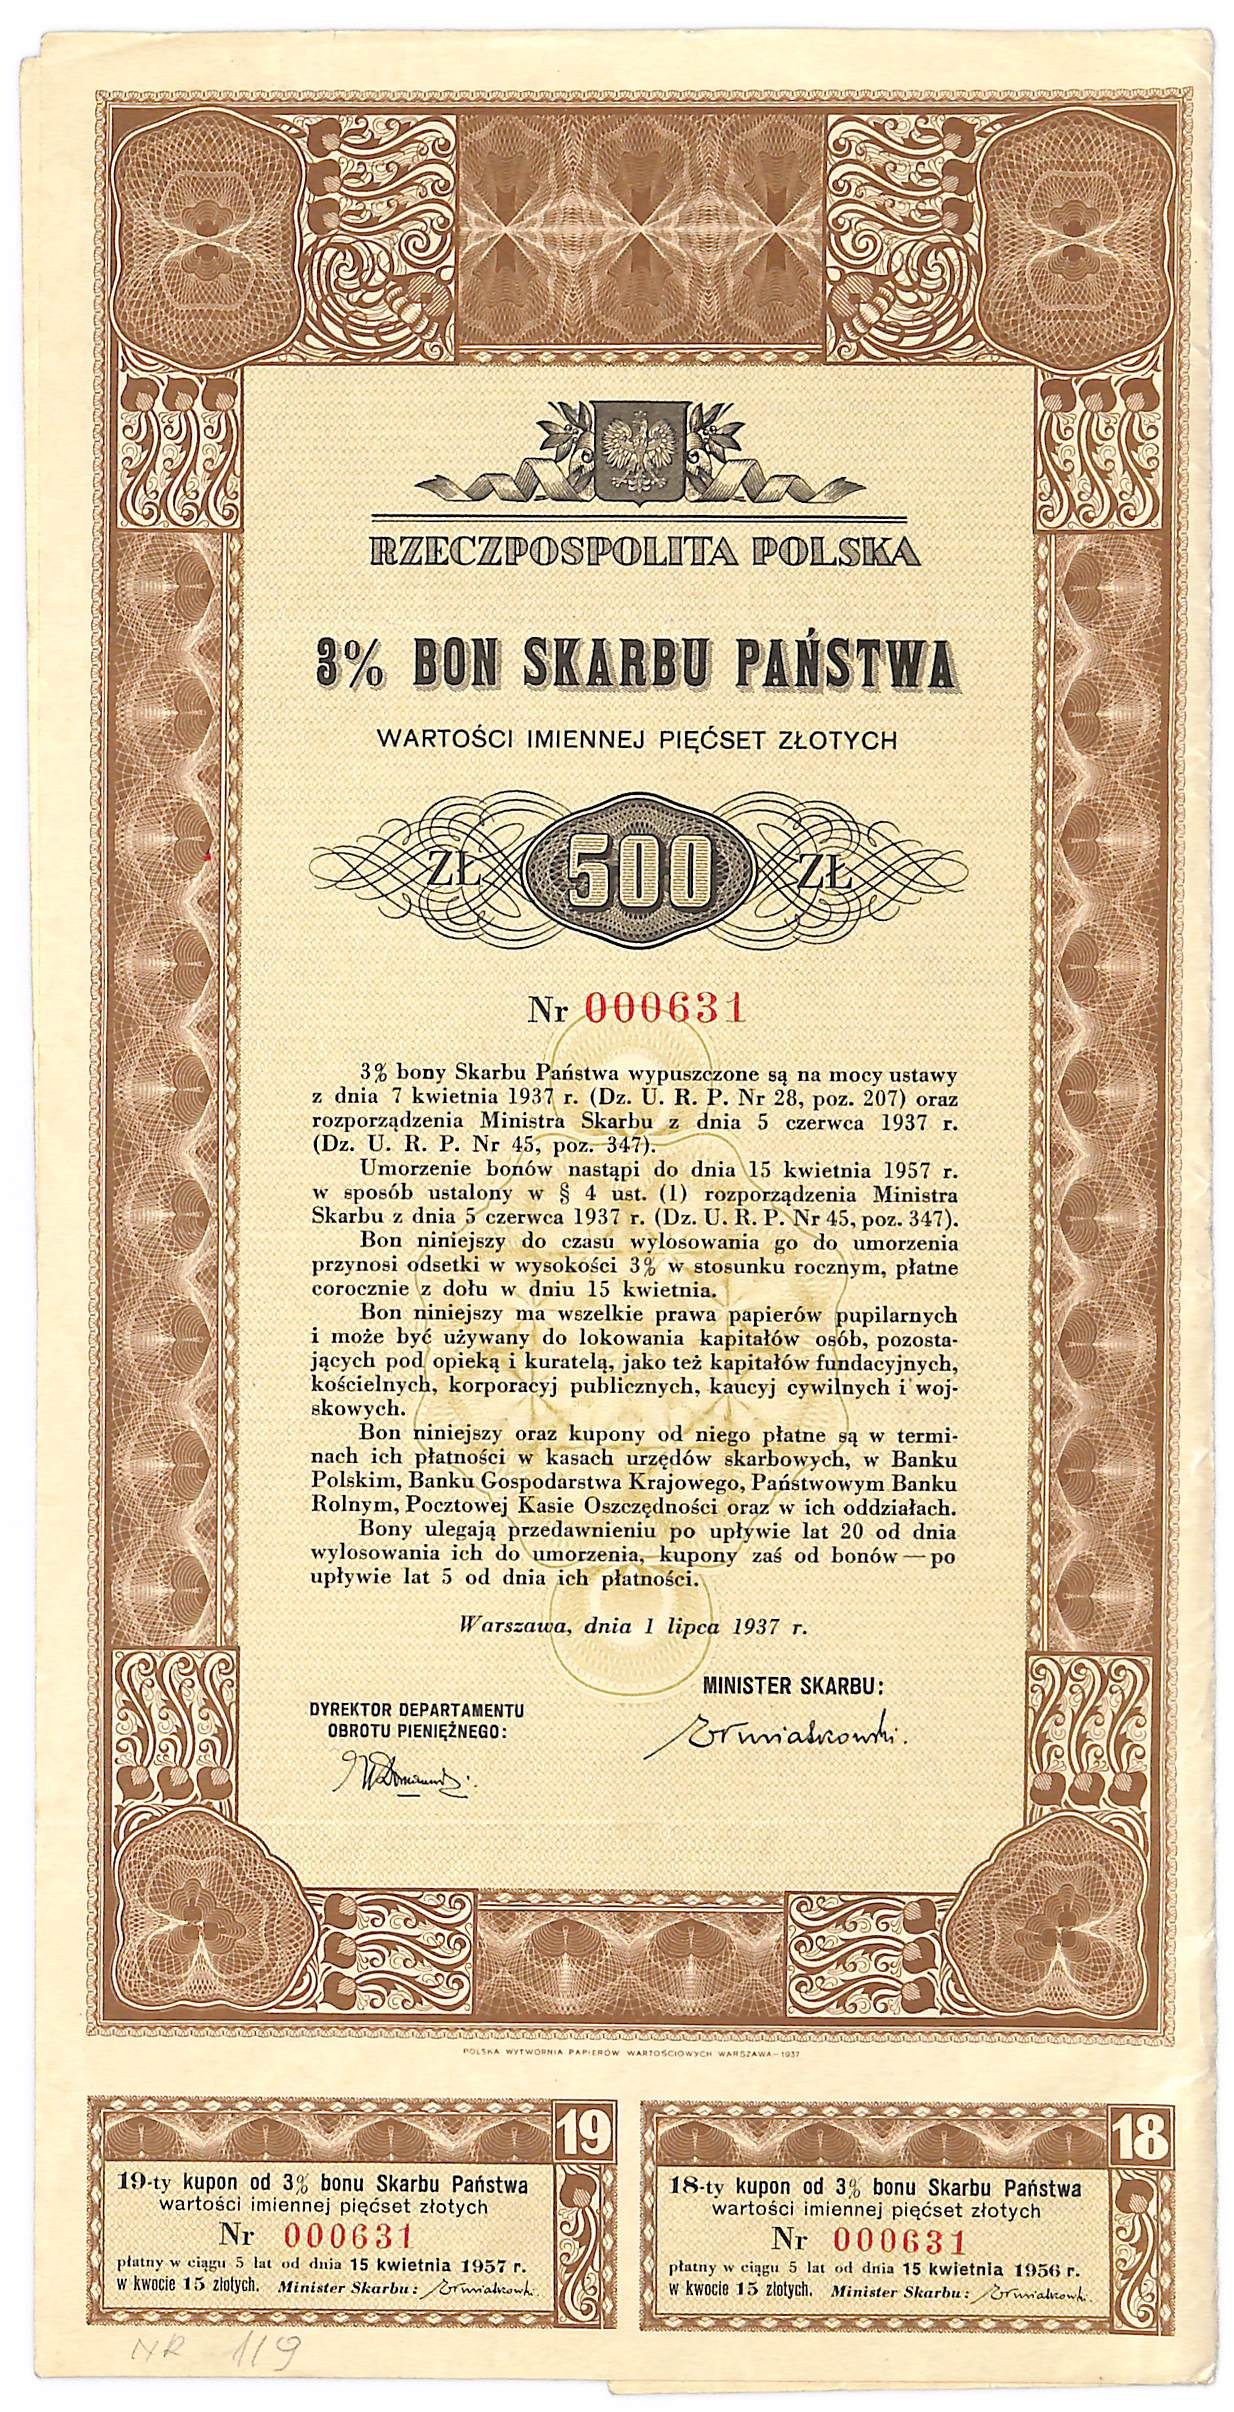 RZECZPOSPOLITA POLSKA
3% BON SKARBU PAŃSTWA
WARTOŚCI IMIENNEJ PIĘĆSET ZŁOTYCH
ZŁ 500 ZŁ
Nr 000631
3% bony Skarbu Państwa wypuszczone są na mocy ustawy
z dnia 7 kwietnia 1937 r. (Dz. U. R. P. Nr 28, poz. 207) oraz
rozporządzenia Ministra Skarbu z dnia 5 czerwca 1937 r.
(Dz. U. R. P. Nr 45, poz. 347).
Umorzenie bonów nastąpi do dnia 15 kwietnia 1957 r.
w sposób ustalony w § 4 ust. (1) rozporządzenia Ministra
Skarbu z dnia 5 czerwca 1937 r. (Dz. U. R. P. Nr 45, poz. 347).
Bon niniejszy do czasu wylosowania go do umorzenia
przynosi odsetki w wysokości 3% w stosunku rocznym, płatne
corocznie z dołu w dniu 15 kwietnia.
Bon niniejszy ma wszelkie prawa papierów pupilarnych
i może być używany do lokowania kapitałów osób, pozosta-
jących pod opieką i kuratelą, jako też kapitałów fundacyjnych,
kościelnych, korporacyj publicznych, kaucyj cywilnych i woj-
skowych.
Bon niniejszy oraz kupony od niego płatne są w termi-
nach ich płatności w kasach urzędów skarbowych, w Banku
Polskim, Banku Gospodarstwa Krajowego, Państwowym Banku
Rolnym, Pocztowej Kasie Oszczędności oraz w ich oddziałach.
Bony ulegają przedawnieniu po upływie lat 20 od dnia
wylosowania ich do umorzenia, kupony zaś od bonów — po
upływie lat 5 od dnia ich płatności.
Warszawa, dnia 1 lipca 1937 r.
MINISTER SKARBU:
DYREKTOR DEPARTAMENTU
OBROTU PIENIĘŻNEGO:
POLSKA WYTWÓRNIA PAPIERÓW WARTOŚCIOWYCH WARSZAWA—1937
19
19-ty kupon od 3% bonu Skarbu Państwa
wartości imiennej pięćset złotych
Nr 000631
płatny w ciągu 5 lat od dnia 15 kwietnia 1957 r.
w kwocie 15 złotych. Minister Skarbu:
18
18-ty kupon od 3% bonu Skarbu Państwa
wartości imiennej pięćset złotych
Nr 000631
płatny w ciągu 5 lat od dnia 15 kwietnia 1956 r.
w kwocie 15 złotych. Minister Skarbu:
NR 119